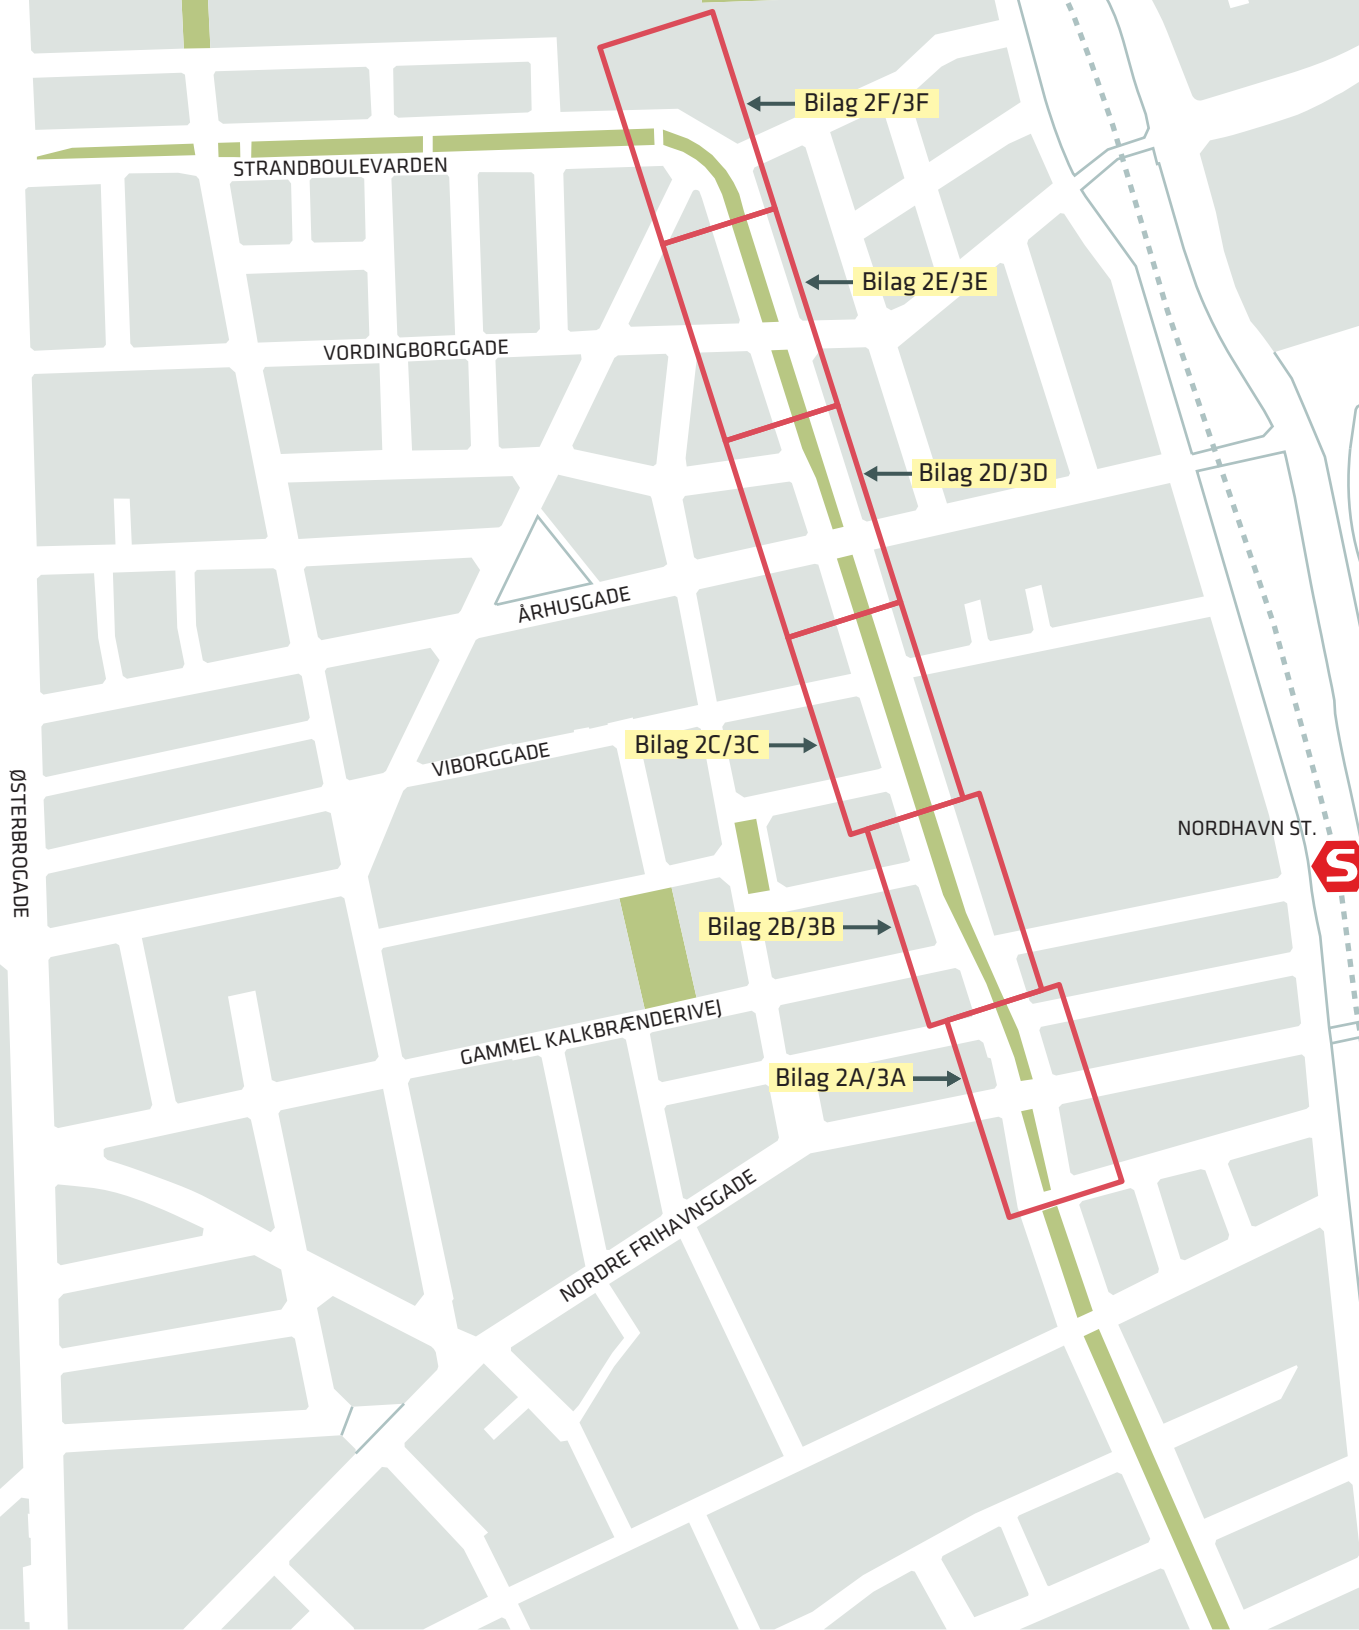 Bilag 2F/3F
STRANDBOULEVARDEN
Bilag 2E/3E
VORDINGBORGGADE
Bilag 2D/3D
ÅRHUSGADE
Bilag 2C/3C
VIBORGGADE
ØSTERBROGADE
NORDHAVN ST.
S
Bilag 2B/3B
GAMMEL KALKBRÆNDERIVEJ
Bilag 2A/3A
NORDRE FRIHAVNSGADE